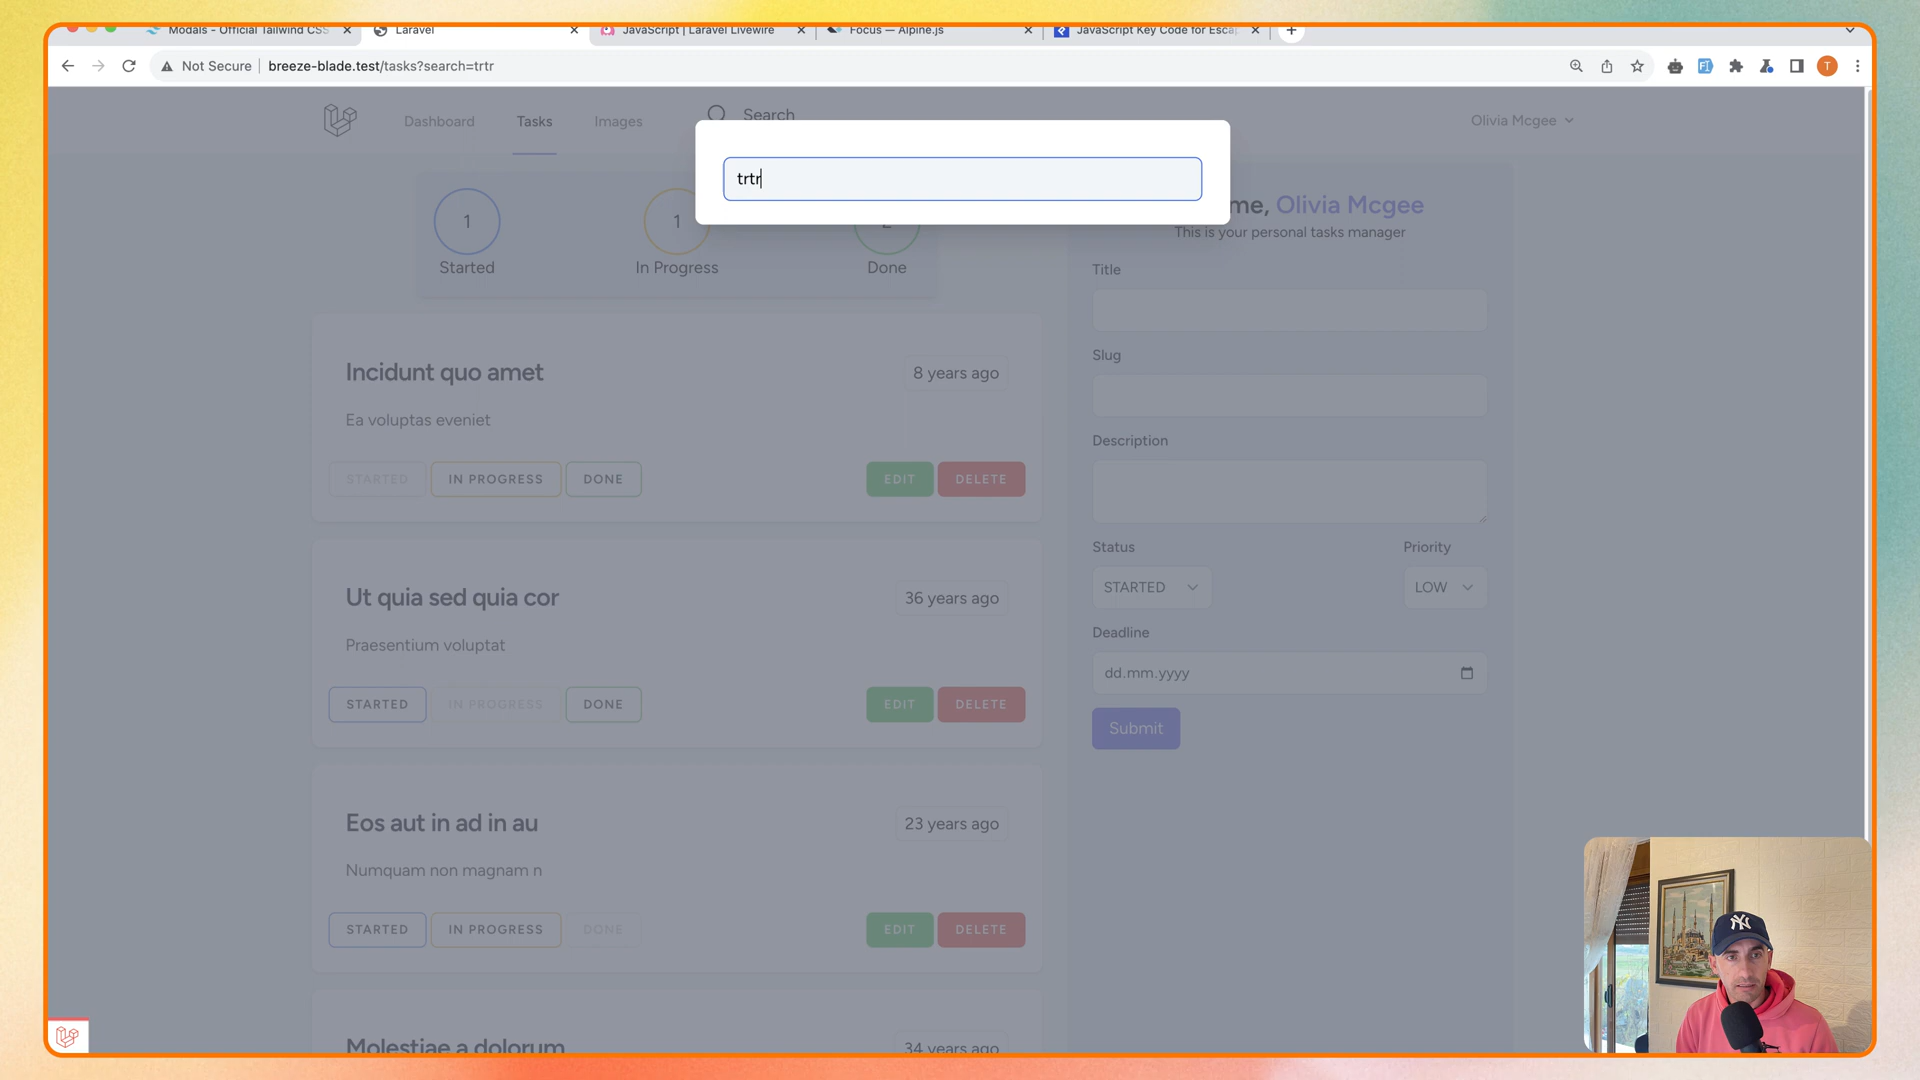 Modals - Official Tailwind CSS
Laravel
JavaScript | Laravel Livewire
Focus — Alpine.js
JavaScript Key Code for Escap
Not Secure
breeze-blade.test/tasks?search=trtr
T
Dashboard
Tasks
Images
Search
Olivia Mcgee
trtr
1
Started
1
In Progress
Done
me, Olivia Mcgee
This is your personal tasks manager
Title
Slug
Description
Status
Priority
STARTED
LOW
Deadline
dd.mm.yyyy
Submit
Incidunt quo amet
8 years ago
Ea voluptas eveniet
STARTED
IN PROGRESS
DONE
EDIT
DELETE
Ut quia sed quia cor
36 years ago
Praesentium voluptat
STARTED
IN PROGRESS
DONE
EDIT
DELETE
Eos aut in ad in au
23 years ago
Numquam non magnam n
STARTED
IN PROGRESS
DONE
EDIT
DELETE
Molestiae a dolorum
34 years ago